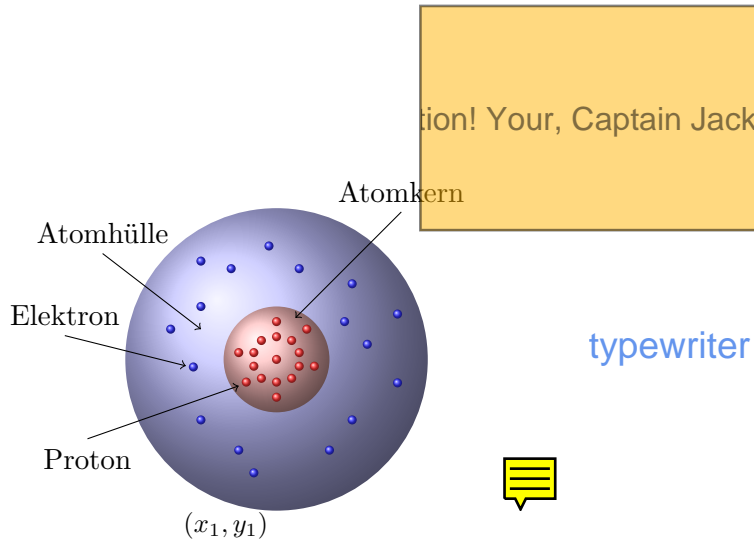 tion! Your, Captain Jack
Atomkern
Atomhülle
Elektron
typewriter
Proton
(x₁, y₁)